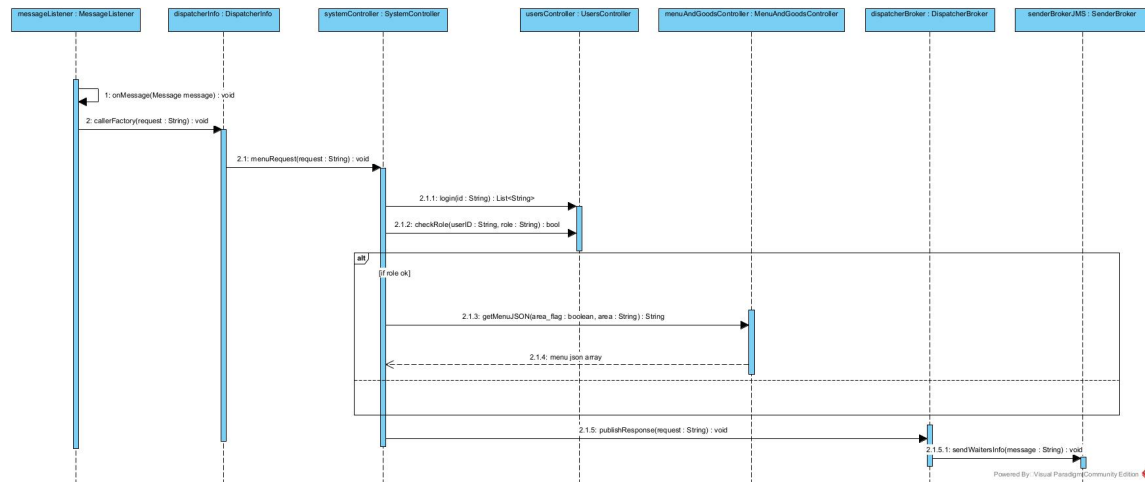 messageListener : MessageListener
dispatcherInfo : DispatcherInfo
systemController : SystemController
usersController : UsersController
menuAndGoodsController : MenuAndGoodsController
dispatcherBroker : DispatcherBroker
senderBrokerJMS : SenderBroker
1: onMessage(Message message) : void
2: callerFactory(request : String) : void
2.1: menuRequest(request : String) : void
2.1.1: login(id : String) : List<String>
2.1.2: checkRole(userID : String, role : String) : bool
alt
[if role ok]
2.1.3: getMenuJSON(area_flag : boolean, area : String) : String
2.1.4: menu json array
2.1.5: publishResponse(request : String) : void
2.1.5.1: sendWaitersInfo(message : String) : void
Powered By: Visual Paradigm Community Edition